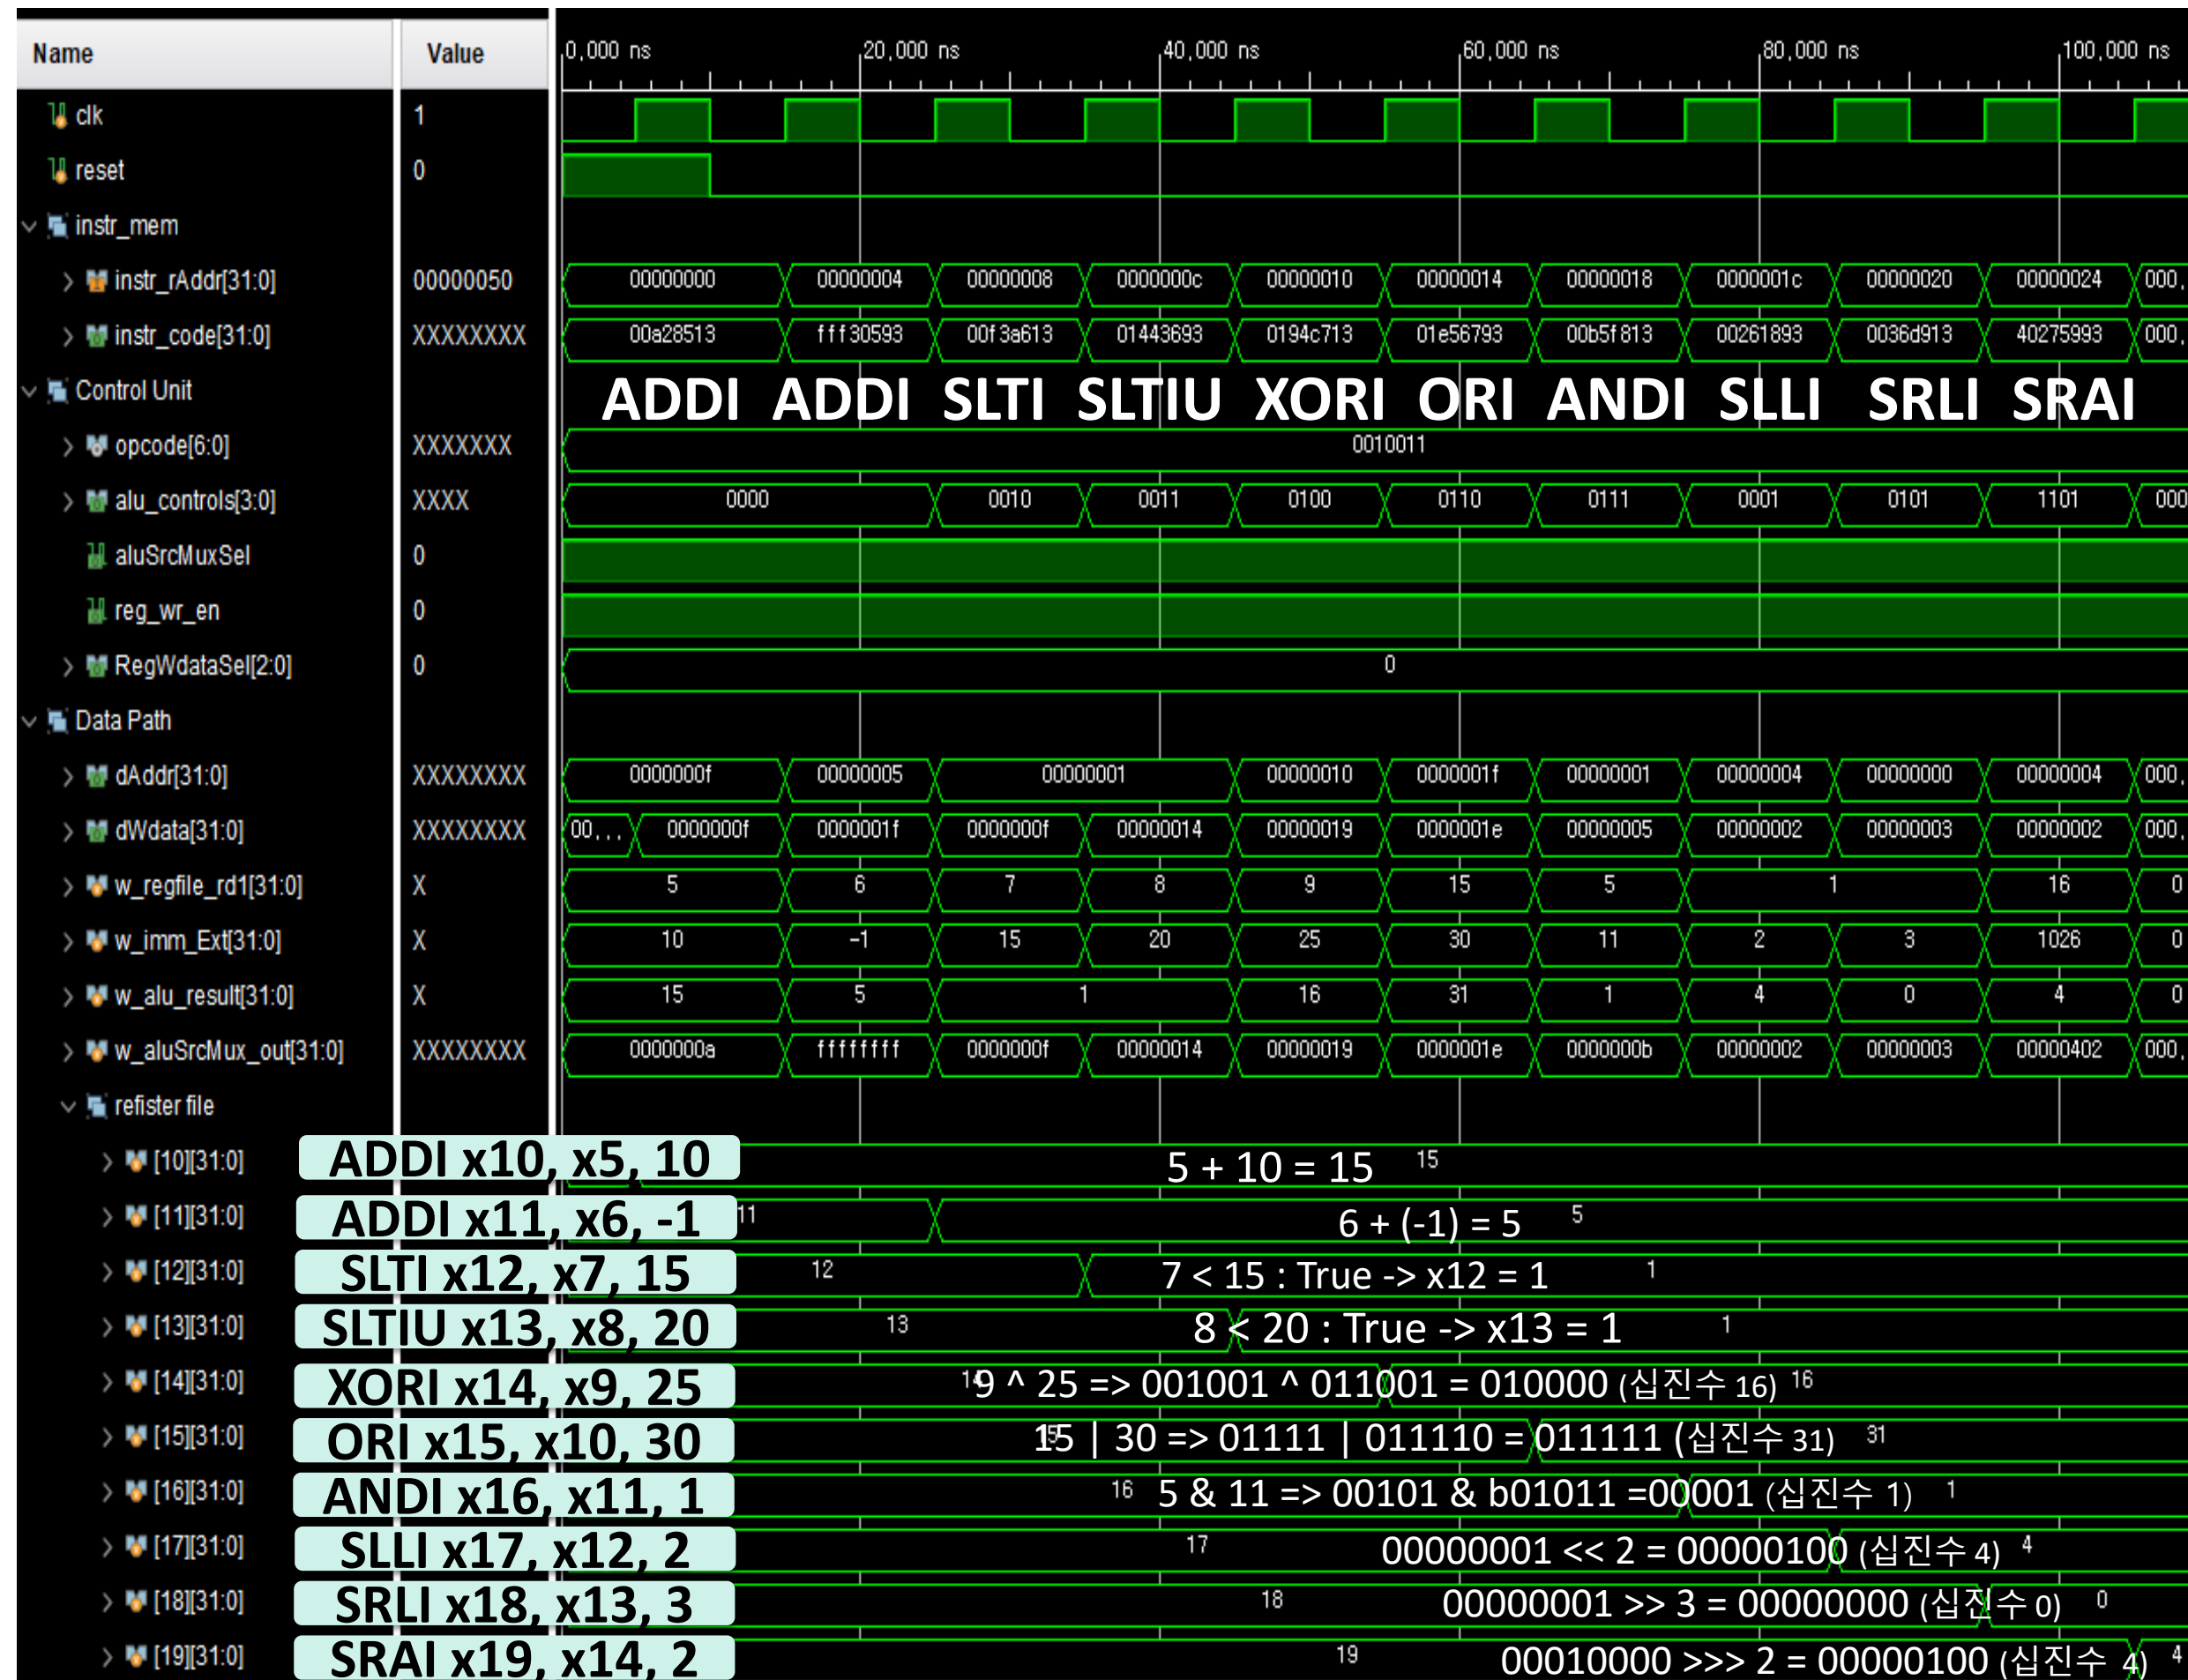 Name Value 0,000 ns 20,000 ns 40,000 ns 60,000 ns 80,000 ns 100,000 ns
clk 1
reset 0
instr_mem
instr_rAddr[31:0] 00000050 00000000 00000004 00000008 0000000c 00000010 00000014 00000018 0000001c 00000020 00000024 000.
instr_code[31:0] XXXXXXXX 00a28513 fff30593 00f3a613 01443693 0194c713 01e56793 00b5f813 00261893 0036d913 40275993 000.
Control Unit ADDI ADDI SLTI SLTIU XORI ORI ANDI SLLI SRLI SRAI
opcode[6:0] XXXXXXX 0010011
alu_controls[3:0] XXXX 0000 0010 0011 0100 0110 0111 0001 0101 1101 000
aluSrcMuxSel 0
reg_wr_en 0
RegWdataSel[2:0] 0 0
Data Path
dAddr[31:0] XXXXXXXX 0000000f 00000005 00000001 00000010 0000001f 00000001 00000004 00000000 00000004 000.
dWdata[31:0] XXXXXXXX 00... 0000000f 0000001f 0000000f 00000014 00000019 0000001e 00000005 00000002 00000003 00000002 000.
w_regfile_rd1[31:0] X 5 6 7 8 9 15 5 1 16 0
w_imm_Ext[31:0] X 10 -1 15 20 25 30 11 2 3 1026 0
w_alu_result[31:0] X 15 5 1 16 31 1 4 0 4 0
w_aluSrcMux_out[31:0] XXXXXXXX 0000000a ffffffff 0000000f 00000014 00000019 0000001e 0000000b 00000002 00000003 00000402 000.
refister file
[10][31:0] ADDI x10, x5, 10 5 + 10 = 15 15
[11][31:0] ADDI x11, x6, -1 11 6 + (-1) = 5 5
[12][31:0] SLTI x12, x7, 15 12 7 < 15 : True -> x12 = 1 1
[13][31:0] SLTIU x13, x8, 20 13 8 < 20 : True -> x13 = 1 1
[14][31:0] XORI x14, x9, 25 14 9 ^ 25 => 001001 ^ 011001 = 010000 (십진수 16) 16
[15][31:0] ORI x15, x10, 30 15 15 | 30 => 01111 | 011110 = 011111 (십진수 31) 31
[16][31:0] ANDI x16, x11, 1 16 5 & 11 => 00101 & b01011 =00001 (십진수 1) 1
[17][31:0] SLLI x17, x12, 2 17 00000001 << 2 = 00000100 (십진수 4) 4
[18][31:0] SRLI x18, x13, 3 18 00000001 >> 3 = 00000000 (십진수 0) 0
[19][31:0] SRAI x19, x14, 2 19 00010000 >>> 2 = 00000100 (십진수 4) 4